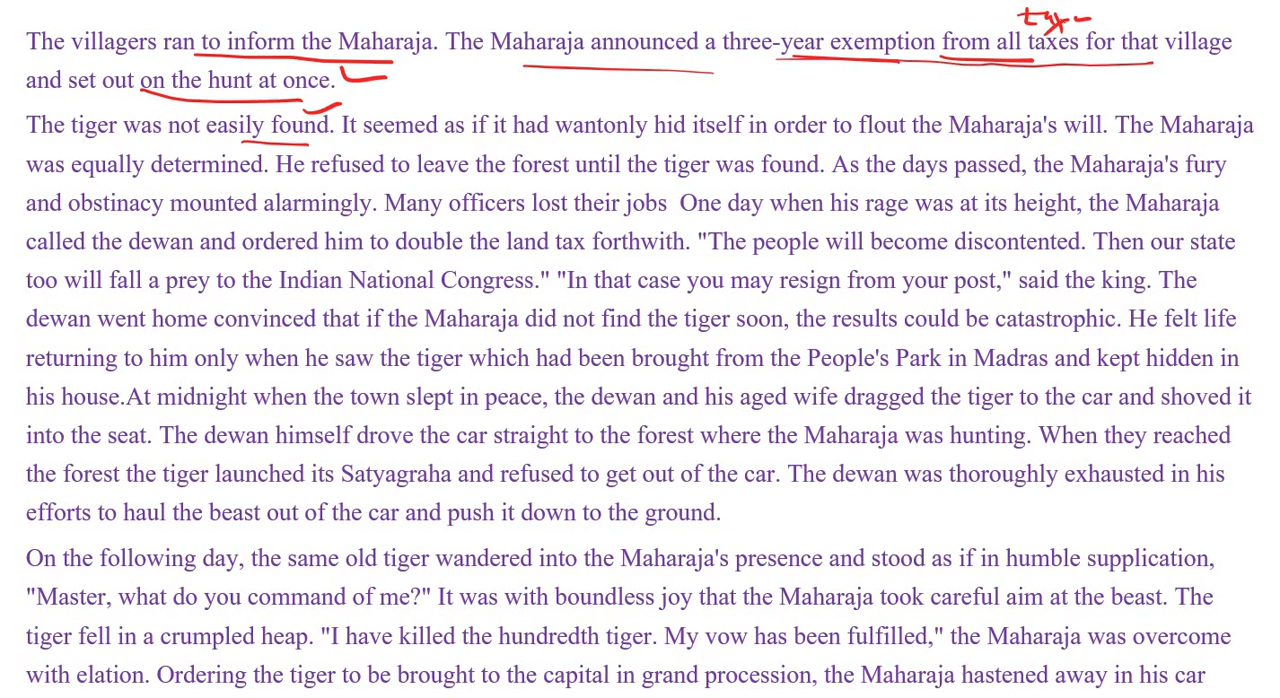 tax-
The villagers ran to inform the Maharaja. The Maharaja announced a three-year exemption from all taxes for that village
and set out on the hunt at once.
The tiger was not easily found. It seemed as if it had wantonly hid itself in order to flout the Maharaja's will. The Maharaja
was equally determined. He refused to leave the forest until the tiger was found. As the days passed, the Maharaja's fury
and obstinacy mounted alarmingly. Many officers lost their jobs  One day when his rage was at its height, the Maharaja
called the dewan and ordered him to double the land tax forthwith. "The people will become discontented. Then our state
too will fall a prey to the Indian National Congress." "In that case you may resign from your post," said the king. The
dewan went home convinced that if the Maharaja did not find the tiger soon, the results could be catastrophic. He felt life
returning to him only when he saw the tiger which had been brought from the People's Park in Madras and kept hidden in
his house.At midnight when the town slept in peace, the dewan and his aged wife dragged the tiger to the car and shoved it
into the seat. The dewan himself drove the car straight to the forest where the Maharaja was hunting. When they reached
the forest the tiger launched its Satyagraha and refused to get out of the car. The dewan was thoroughly exhausted in his
efforts to haul the beast out of the car and push it down to the ground.
On the following day, the same old tiger wandered into the Maharaja's presence and stood as if in humble supplication,
"Master, what do you command of me?" It was with boundless joy that the Maharaja took careful aim at the beast. The
tiger fell in a crumpled heap. "I have killed the hundredth tiger. My vow has been fulfilled," the Maharaja was overcome
with elation. Ordering the tiger to be brought to the capital in grand procession, the Maharaja hastened away in his car